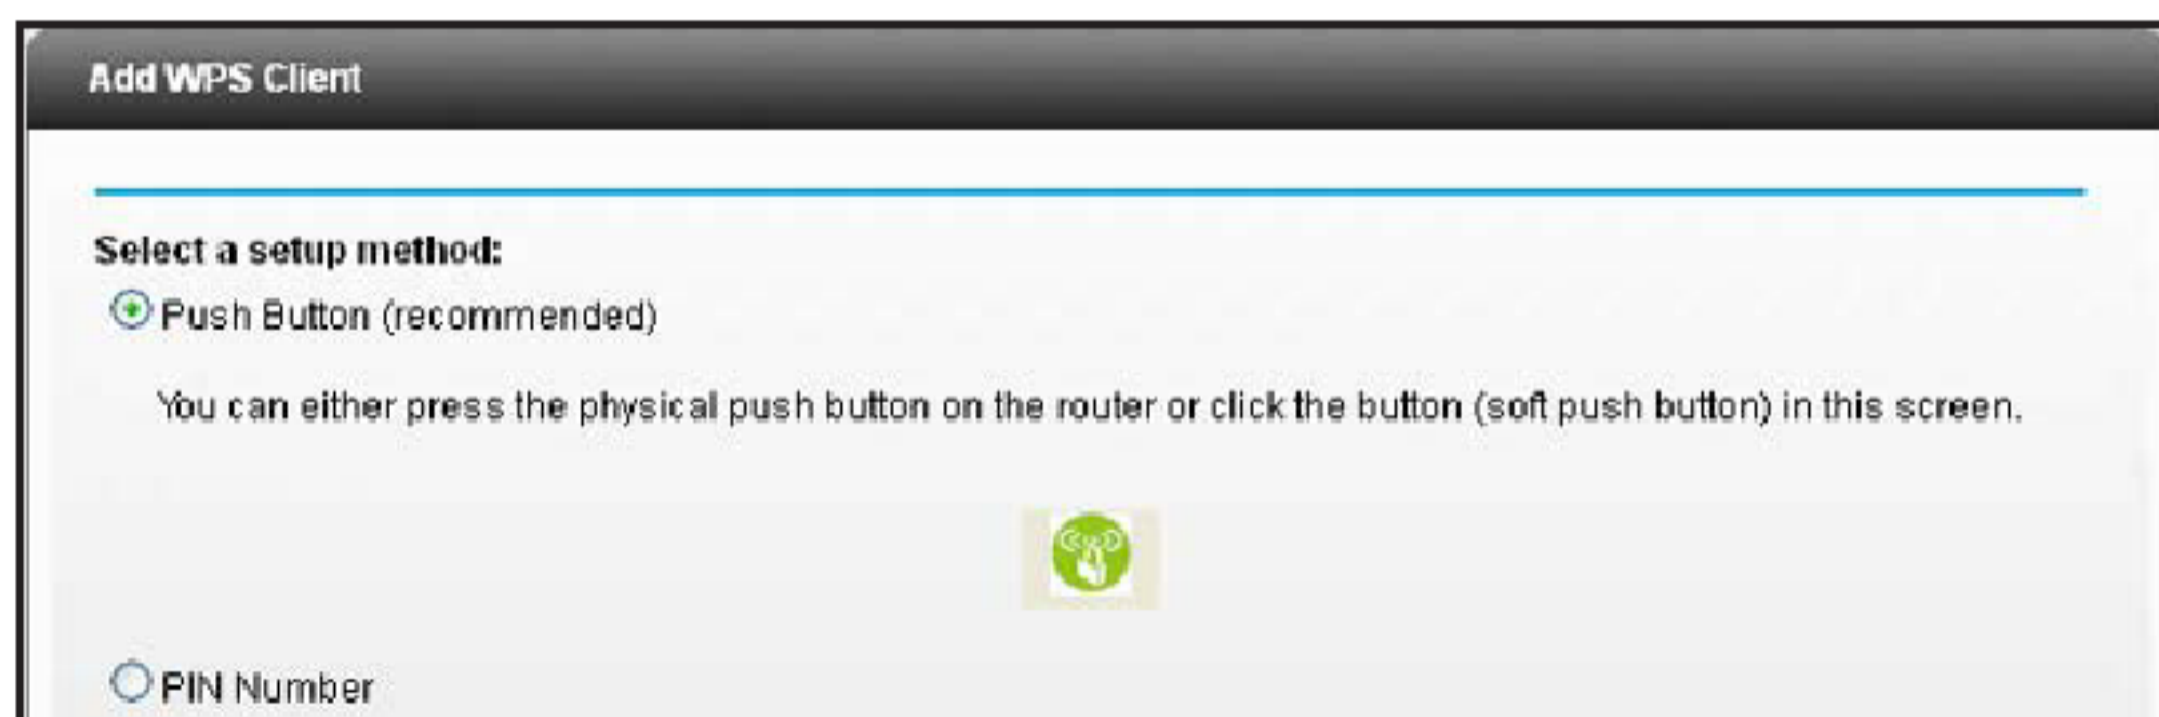 Add WPS Client
Select a setup method:
Push Button (recommended)
You can either press the physical push button on the router or click the button (soft push button) in this screen.
PIN Number